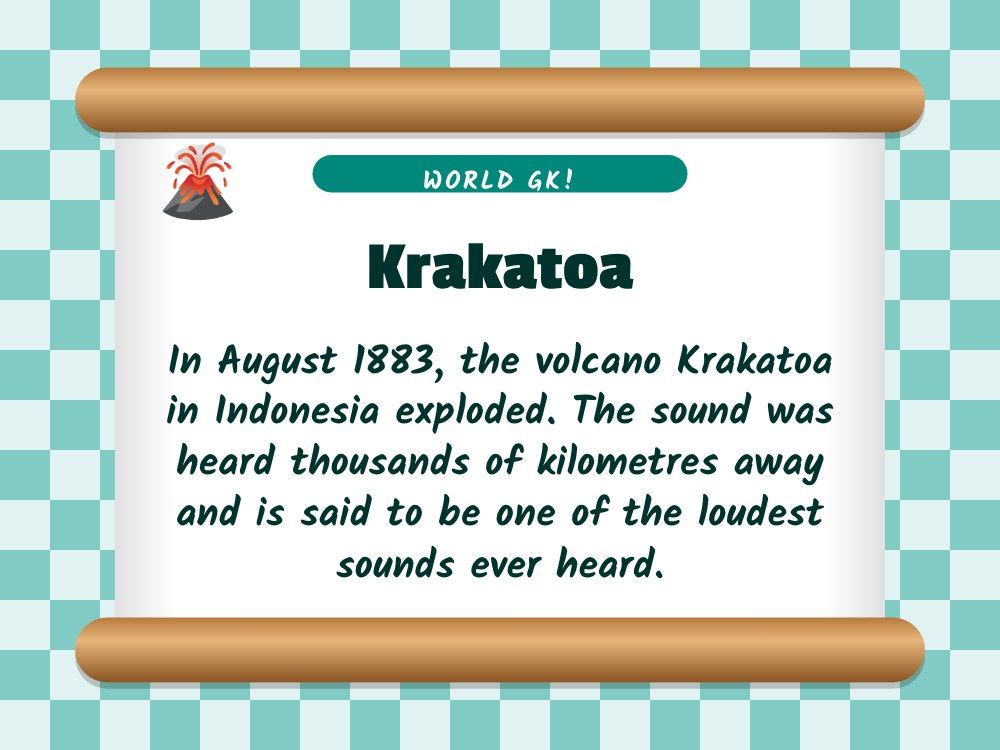 WORLD GK!
Krakatoa
In August 1883, the volcano Krakatoa
in Indonesia exploded. The sound was
heard thousands of kilometres away
and is said to be one of the loudest
sounds ever heard.